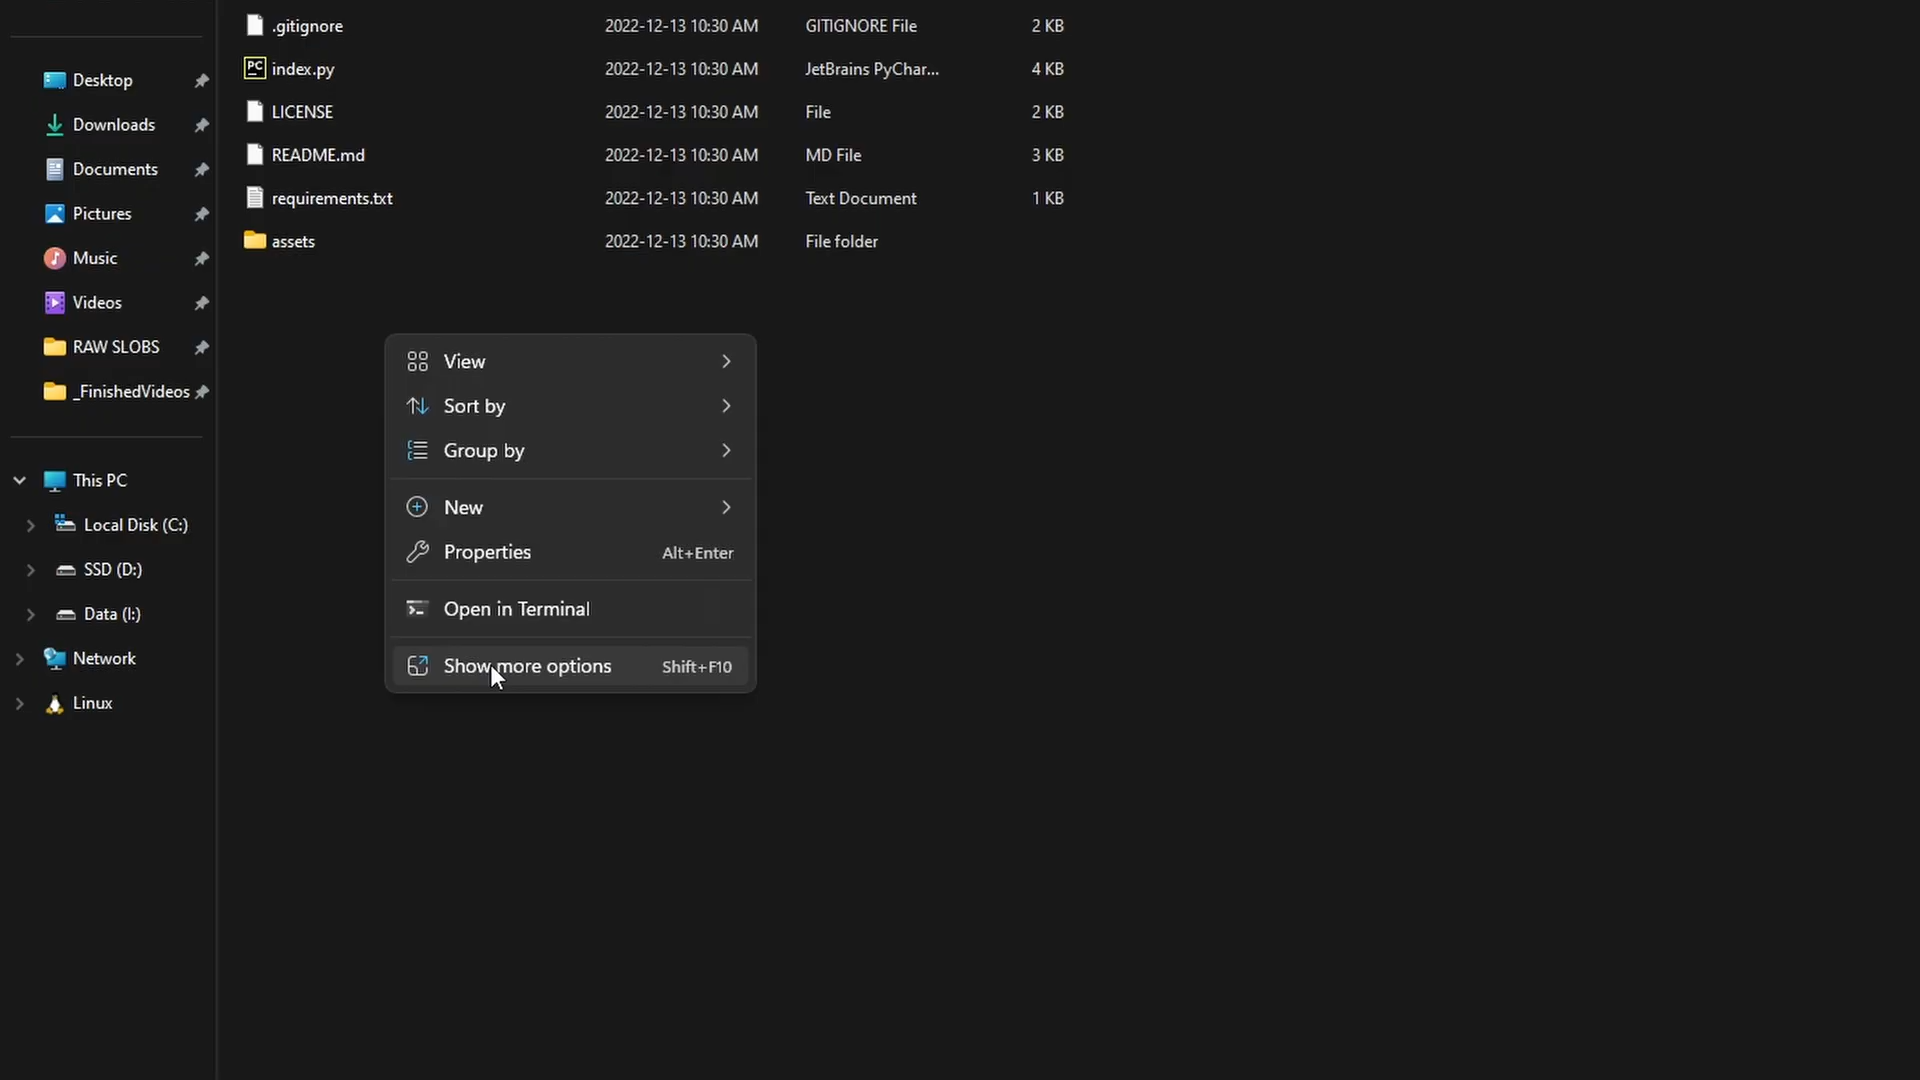 .gitignore 2022-12-13 10:30 AM GITIGNORE File 2 KB
index.py 2022-12-13 10:30 AM JetBrains PyChar... 4 KB
LICENSE 2022-12-13 10:30 AM File 2 KB
README.md 2022-12-13 10:30 AM MD File 3 KB
requirements.txt 2022-12-13 10:30 AM Text Document 1 KB
assets 2022-12-13 10:30 AM File folder
Desktop
Downloads
Documents
Pictures
Music
Videos
RAW SLOBS
_FinishedVideos
This PC
Local Disk (C:)
SSD (D:)
Data (I:)
Network
Linux
View
Sort by
Group by
New
Properties Alt+Enter
Open in Terminal
Show more options Shift+F10
PC